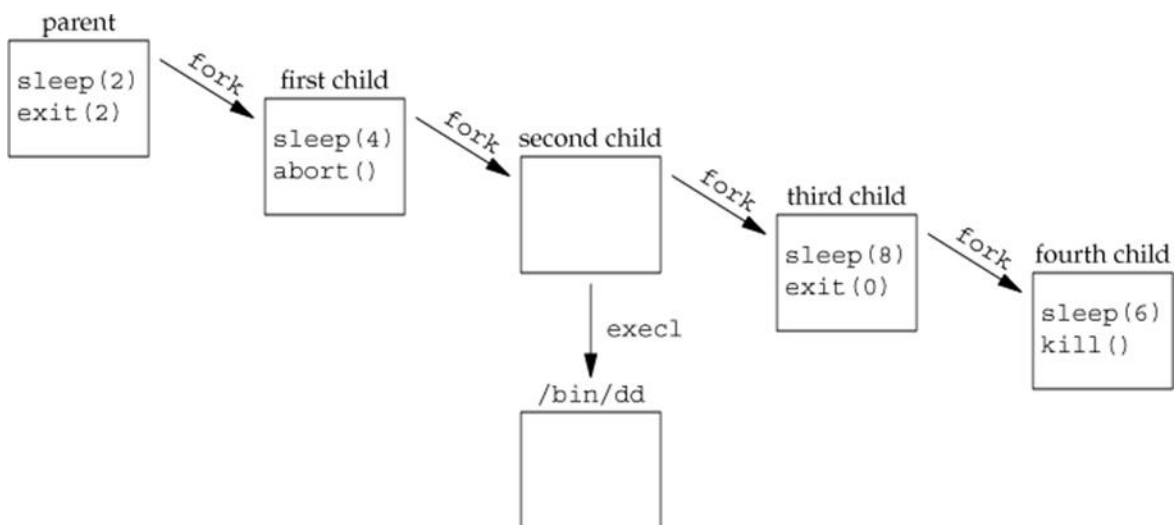 parent
sleep(2)
exit(2)
fork
first child
sleep(4)
abort()
fork
second child
fork
third child
sleep(8)
exit(0)
fork
fourth child
sleep(6)
kill()
execl
/bin/dd